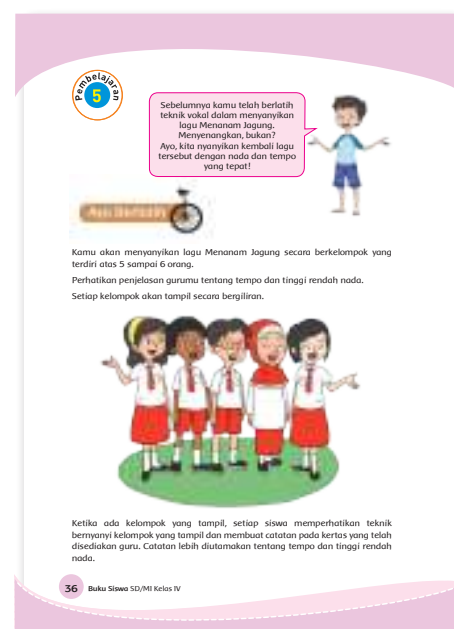 Pembelajaran
5
Sebelumnya kamu telah berlatih
teknik vokal dalam menyanyikan
lagu Menanam Jagung.
Menyenangkan, bukan?
Ayo, kita nyanyikan kembali lagu
tersebut dengan nada dan tempo
yang tepat!
Ayo Berlatih
Kamu akan menyanyikan lagu Menanam Jagung secara berkelompok yang
terdiri atas 5 sampai 6 orang.
Perhatikan penjelasan gurumu tentang tempo dan tinggi rendah nada.
Setiap kelompok akan tampil secara bergiliran.
Ketika ada kelompok yang tampil, setiap siswa memperhatikan teknik
bernyanyi kelompok yang tampil dan membuat catatan pada kertas yang telah
disediakan guru. Catatan lebih diutamakan tentang tempo dan tinggi rendah
nada.
36 Buku Siswa SD/MI Kelas IV